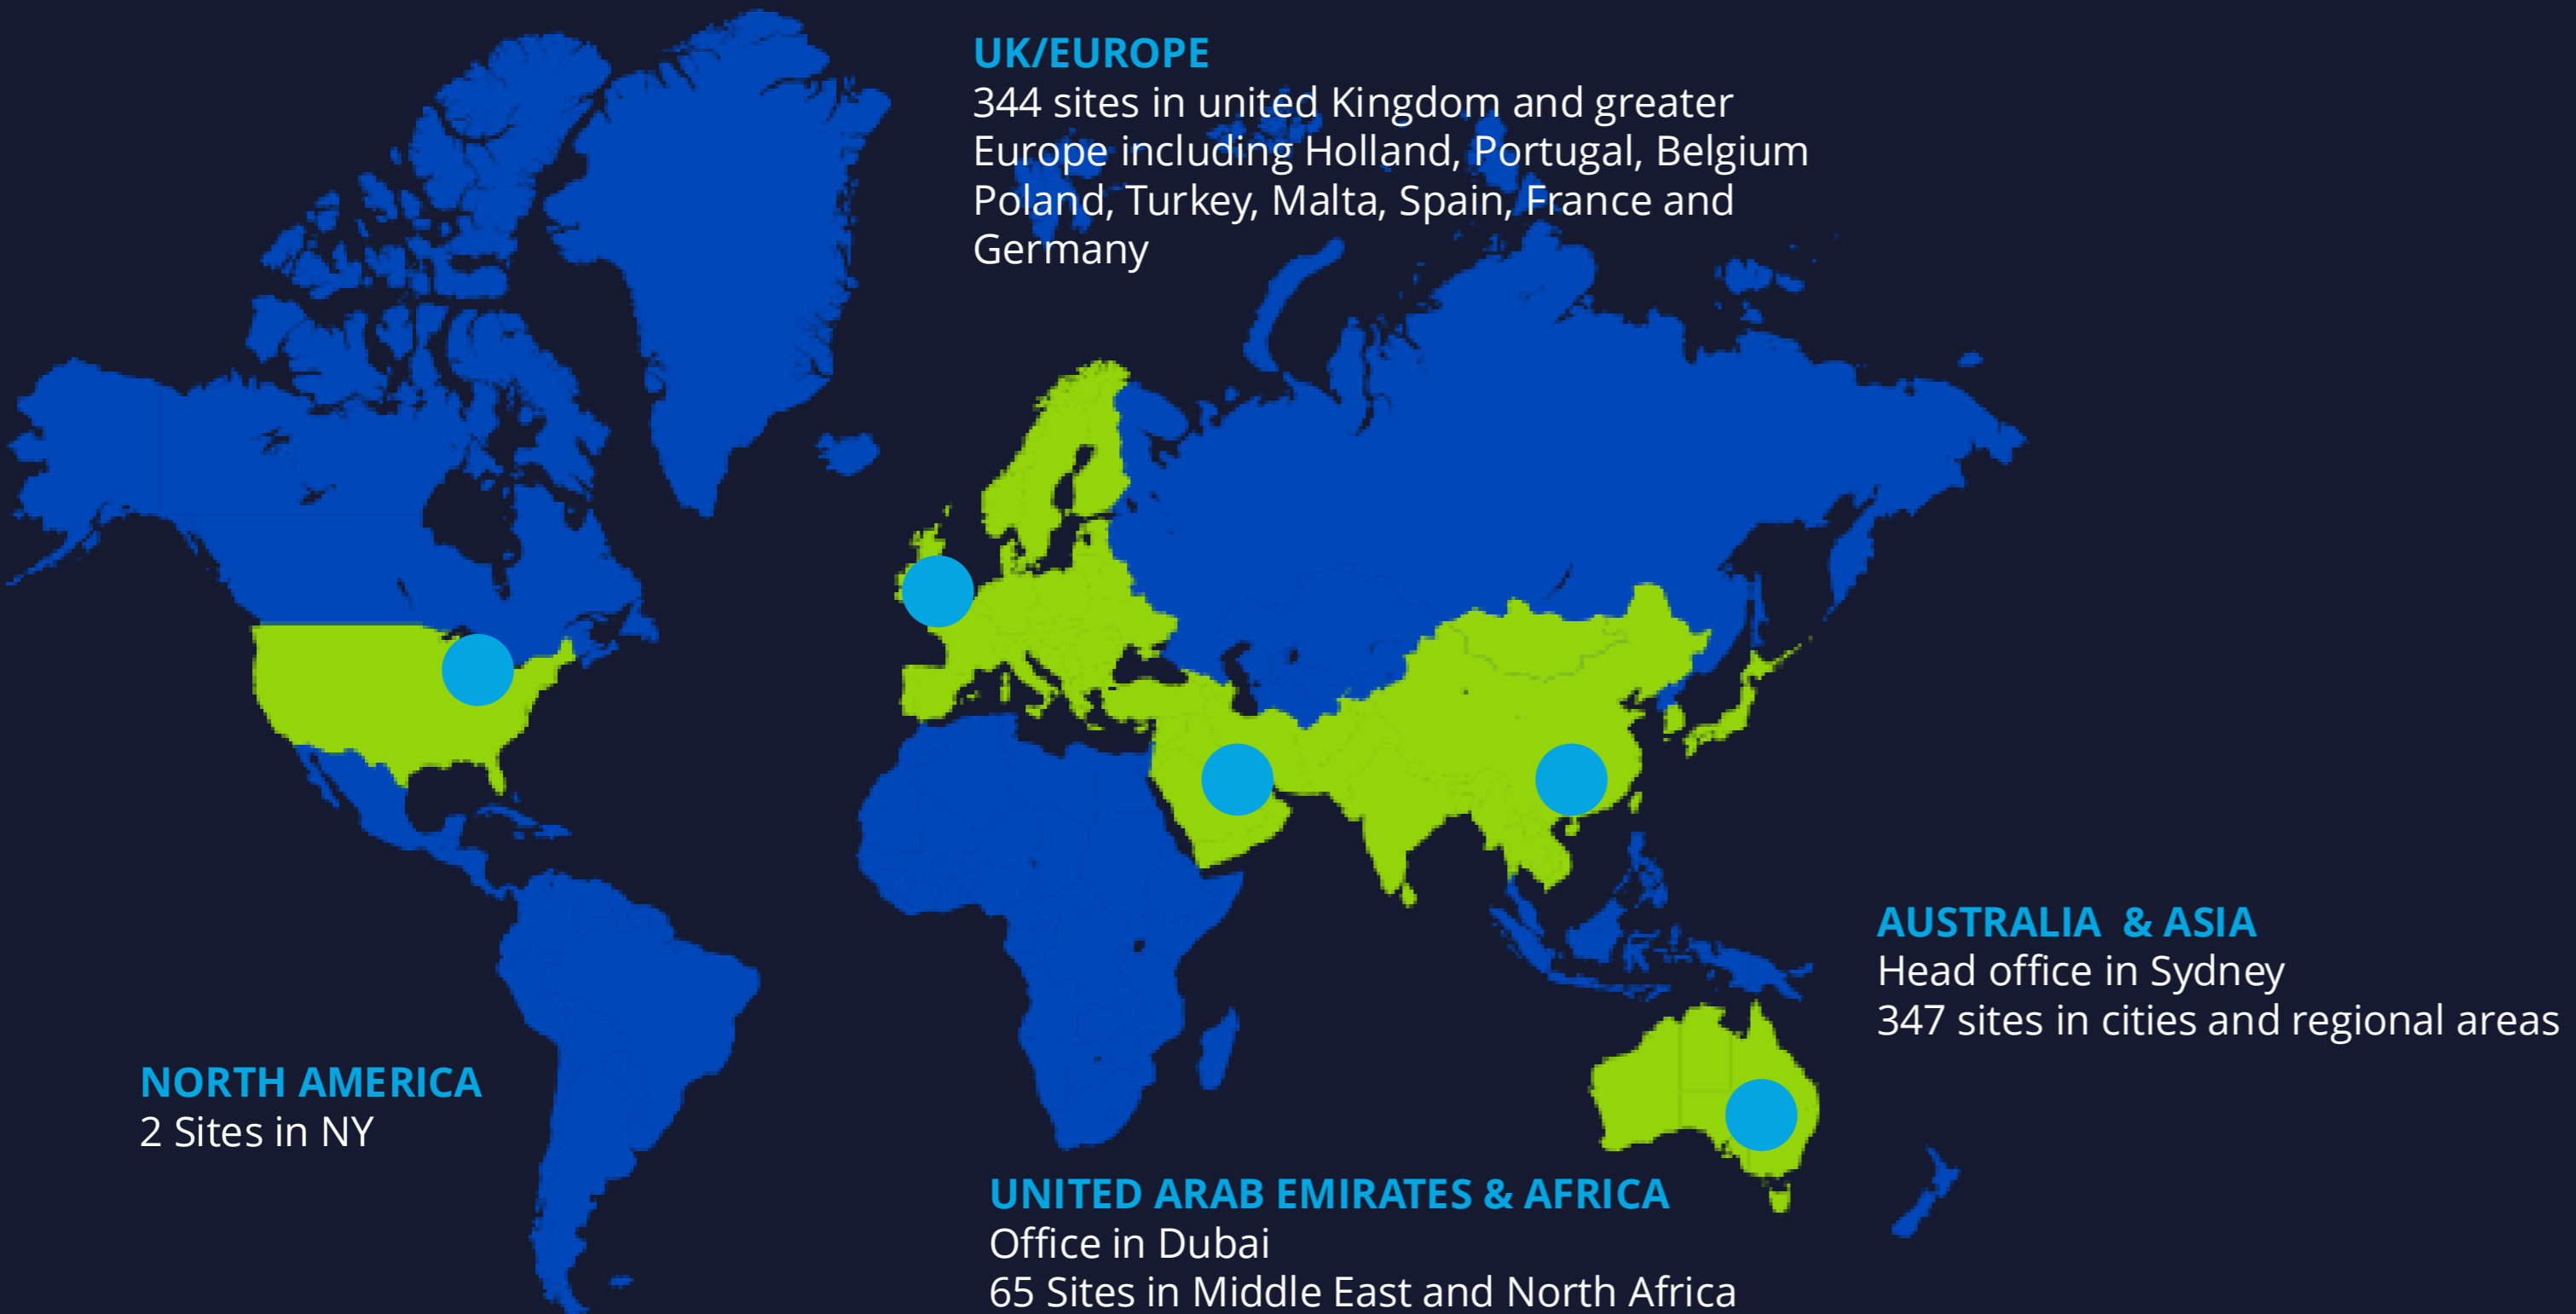 UK/EUROPE
344 sites in united Kingdom and greater
Europe including Holland, Portugal, Belgium
Poland, Turkey, Malta, Spain, France and
Germany
AUSTRALIA & ASIA
Head office in Sydney
347 sites in cities and regional areas
NORTH AMERICA
2 Sites in NY
UNITED ARAB EMIRATES & AFRICA
Office in Dubai
65 Sites in Middle East and North Africa